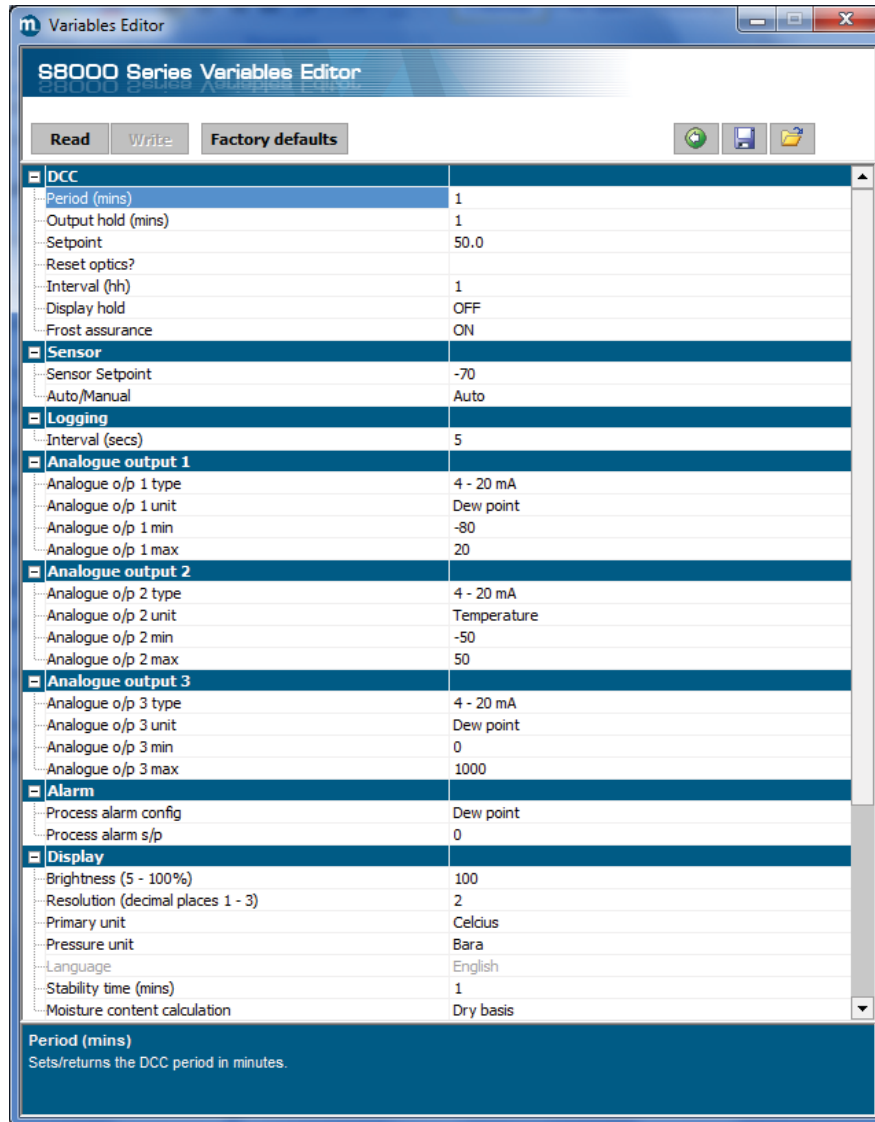 m Variables Editor
S8000 Series Variables Editor
Read Write Factory defaults
DCC
Period (mins) 1
Output hold (mins) 1
Setpoint 50.0
Reset optics?
Interval (hh) 1
Display hold OFF
Frost assurance ON
Sensor
Sensor Setpoint -70
Auto/Manual Auto
Logging
Interval (secs) 5
Analogue output 1
Analogue o/p 1 type 4 - 20 mA
Analogue o/p 1 unit Dew point
Analogue o/p 1 min -80
Analogue o/p 1 max 20
Analogue output 2
Analogue o/p 2 type 4 - 20 mA
Analogue o/p 2 unit Temperature
Analogue o/p 2 min -50
Analogue o/p 2 max 50
Analogue output 3
Analogue o/p 3 type 4 - 20 mA
Analogue o/p 3 unit Dew point
Analogue o/p 3 min 0
Analogue o/p 3 max 1000
Alarm
Process alarm config Dew point
Process alarm s/p 0
Display
Brightness (5 - 100%) 100
Resolution (decimal places 1 - 3) 2
Primary unit Celcius
Pressure unit Bara
Language English
Stability time (mins) 1
Moisture content calculation Dry basis
Period (mins)
Sets/returns the DCC period in minutes.